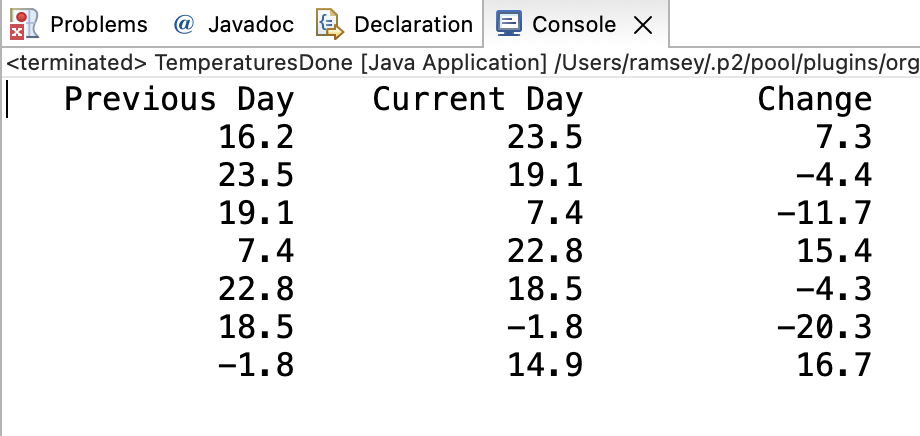 Problems @ Javadoc Declaration Console
<terminated> TemperaturesDone [Java Application] /Users/ramsey/.p2/pool/plugins/org
Previous Day Current Day Change
16.2 23.5 7.3
23.5 19.1 −4.4
19.1 7.4 −11.7
7.4 22.8 15.4
22.8 18.5 −4.3
18.5 −1.8 −20.3
−1.8 14.9 16.7